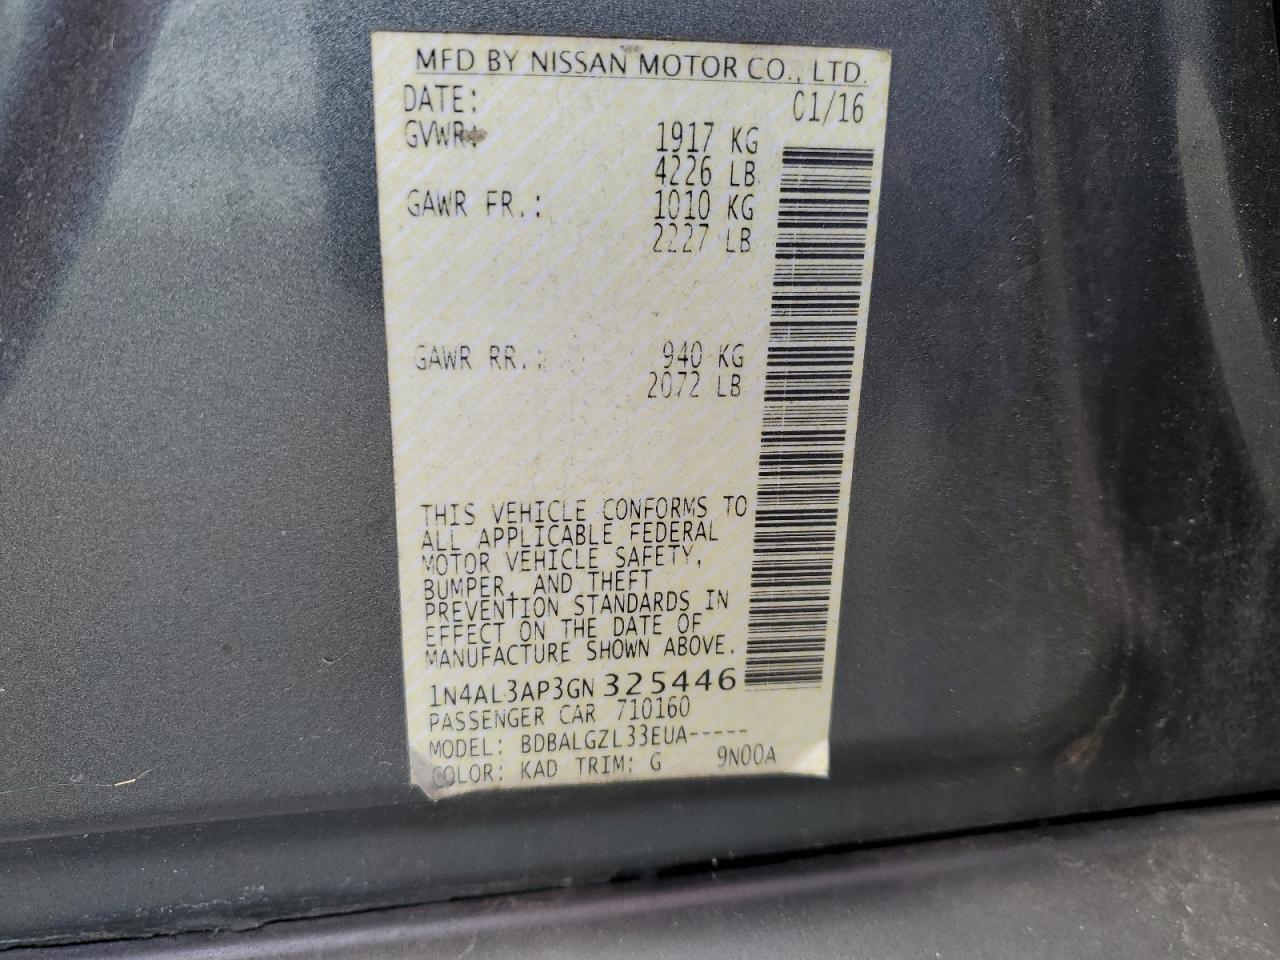 MFD BY NISSAN MOTOR CO., LTD.
DATE: 01/16
GVWR: 1917 KG
4226 LB
GAWR FR.: 1010 KG
2227 LB
GAWR RR.: 940 KG
2072 LB
THIS VEHICLE CONFORMS TO
ALL APPLICABLE FEDERAL
MOTOR VEHICLE SAFETY,
BUMPER, AND THEFT
PREVENTION STANDARDS IN
EFFECT ON THE DATE OF
MANUFACTURE SHOWN ABOVE.
1N4AL3AP3GN325446
PASSENGER CAR 710160
MODEL: BDBALGZL33EUA-----
COLOR: KAD TRIM: G 9N00A